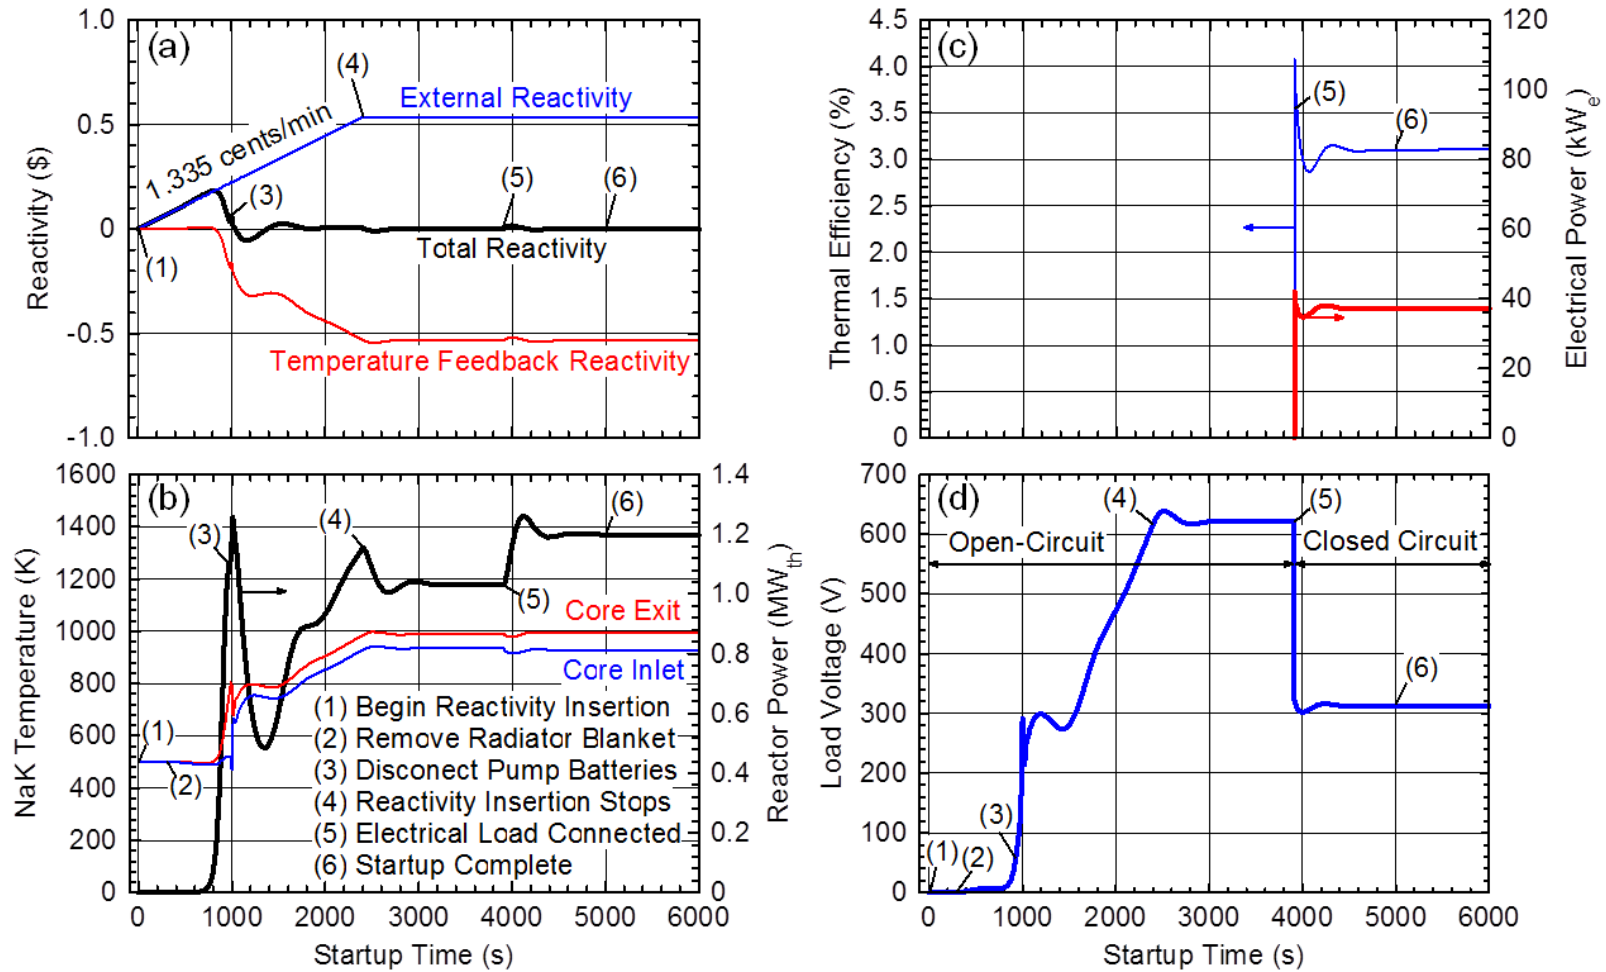 1.0
(a)
(4)
External Reactivity
0.5
1.335 cents/min
(3)
(5)
(6)
0
Total Reactivity
(1)
-0.5
Temperature Feedback Reactivity
-1.0
Reactivity ($)
4.5
(c)
120
4.0
100
(5)
3.5
(6)
3.0
80
2.5
60
2.0
1.5
40
1.0
20
0.5
0
0
Thermal Efficiency (%)
Electrical Power (kWe)
1600
(b)
1.4
1400
(3)
(4)
(6)
1.2
1200
(5)
1.0
Core Exit
1000
0.8
Core Inlet
800
(1) Begin Reactivity Insertion
0.6
600
(1)
(2) Remove Radiator Blanket
(2)
(3) Disconect Pump Batteries
0.4
400
(4) Reactivity Insertion Stops
200
(5) Electrical Load Connected
0.2
(6) Startup Complete
0
0
NaK Temperature (K)
Reactor Power (MWth)
0 1000 2000 3000 4000 5000 6000
Startup Time (s)
700
(d)
(4)
(5)
600
Open-Circuit
Closed Circuit
500
400
(6)
300
200
(3)
100
(1)
(2)
0
Load Voltage (V)
0 1000 2000 3000 4000 5000 6000
Startup Time (s)